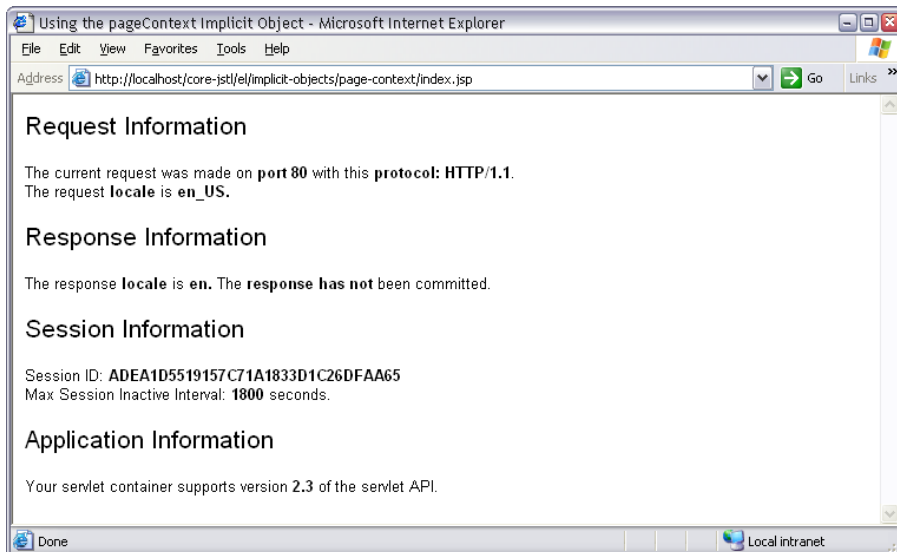 Using the pageContext Implicit Object - Microsoft Internet Explorer
File Edit View Favorites Tools Help
Address http://localhost/core-jstl/el/implicit-objects/page-context/index.jsp Go Links »
Request Information
The current request was made on port 80 with this protocol: HTTP/1.1.
The request locale is en_US.
Response Information
The response locale is en. The response has not been committed.
Session Information
Session ID: ADEA1D5519157C71A1833D1C26DFAA65
Max Session Inactive Interval: 1800 seconds.
Application Information
Your servlet container supports version 2.3 of the servlet API.
Done Local intranet